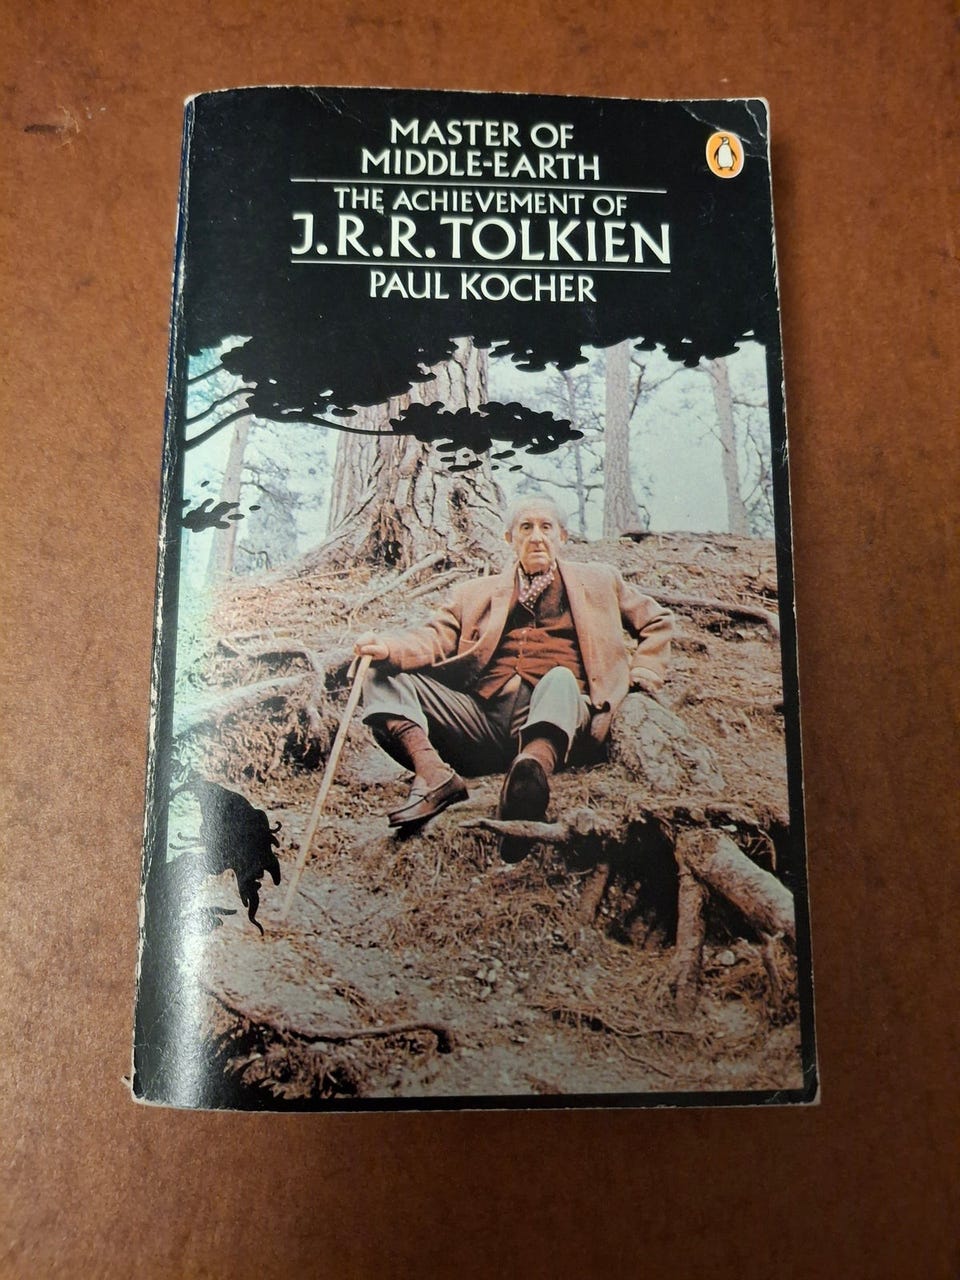 MASTER OF
MIDDLE-EARTH
THE ACHIEVEMENT OF
J.R.R.TOLKIEN
PAUL KOCHER